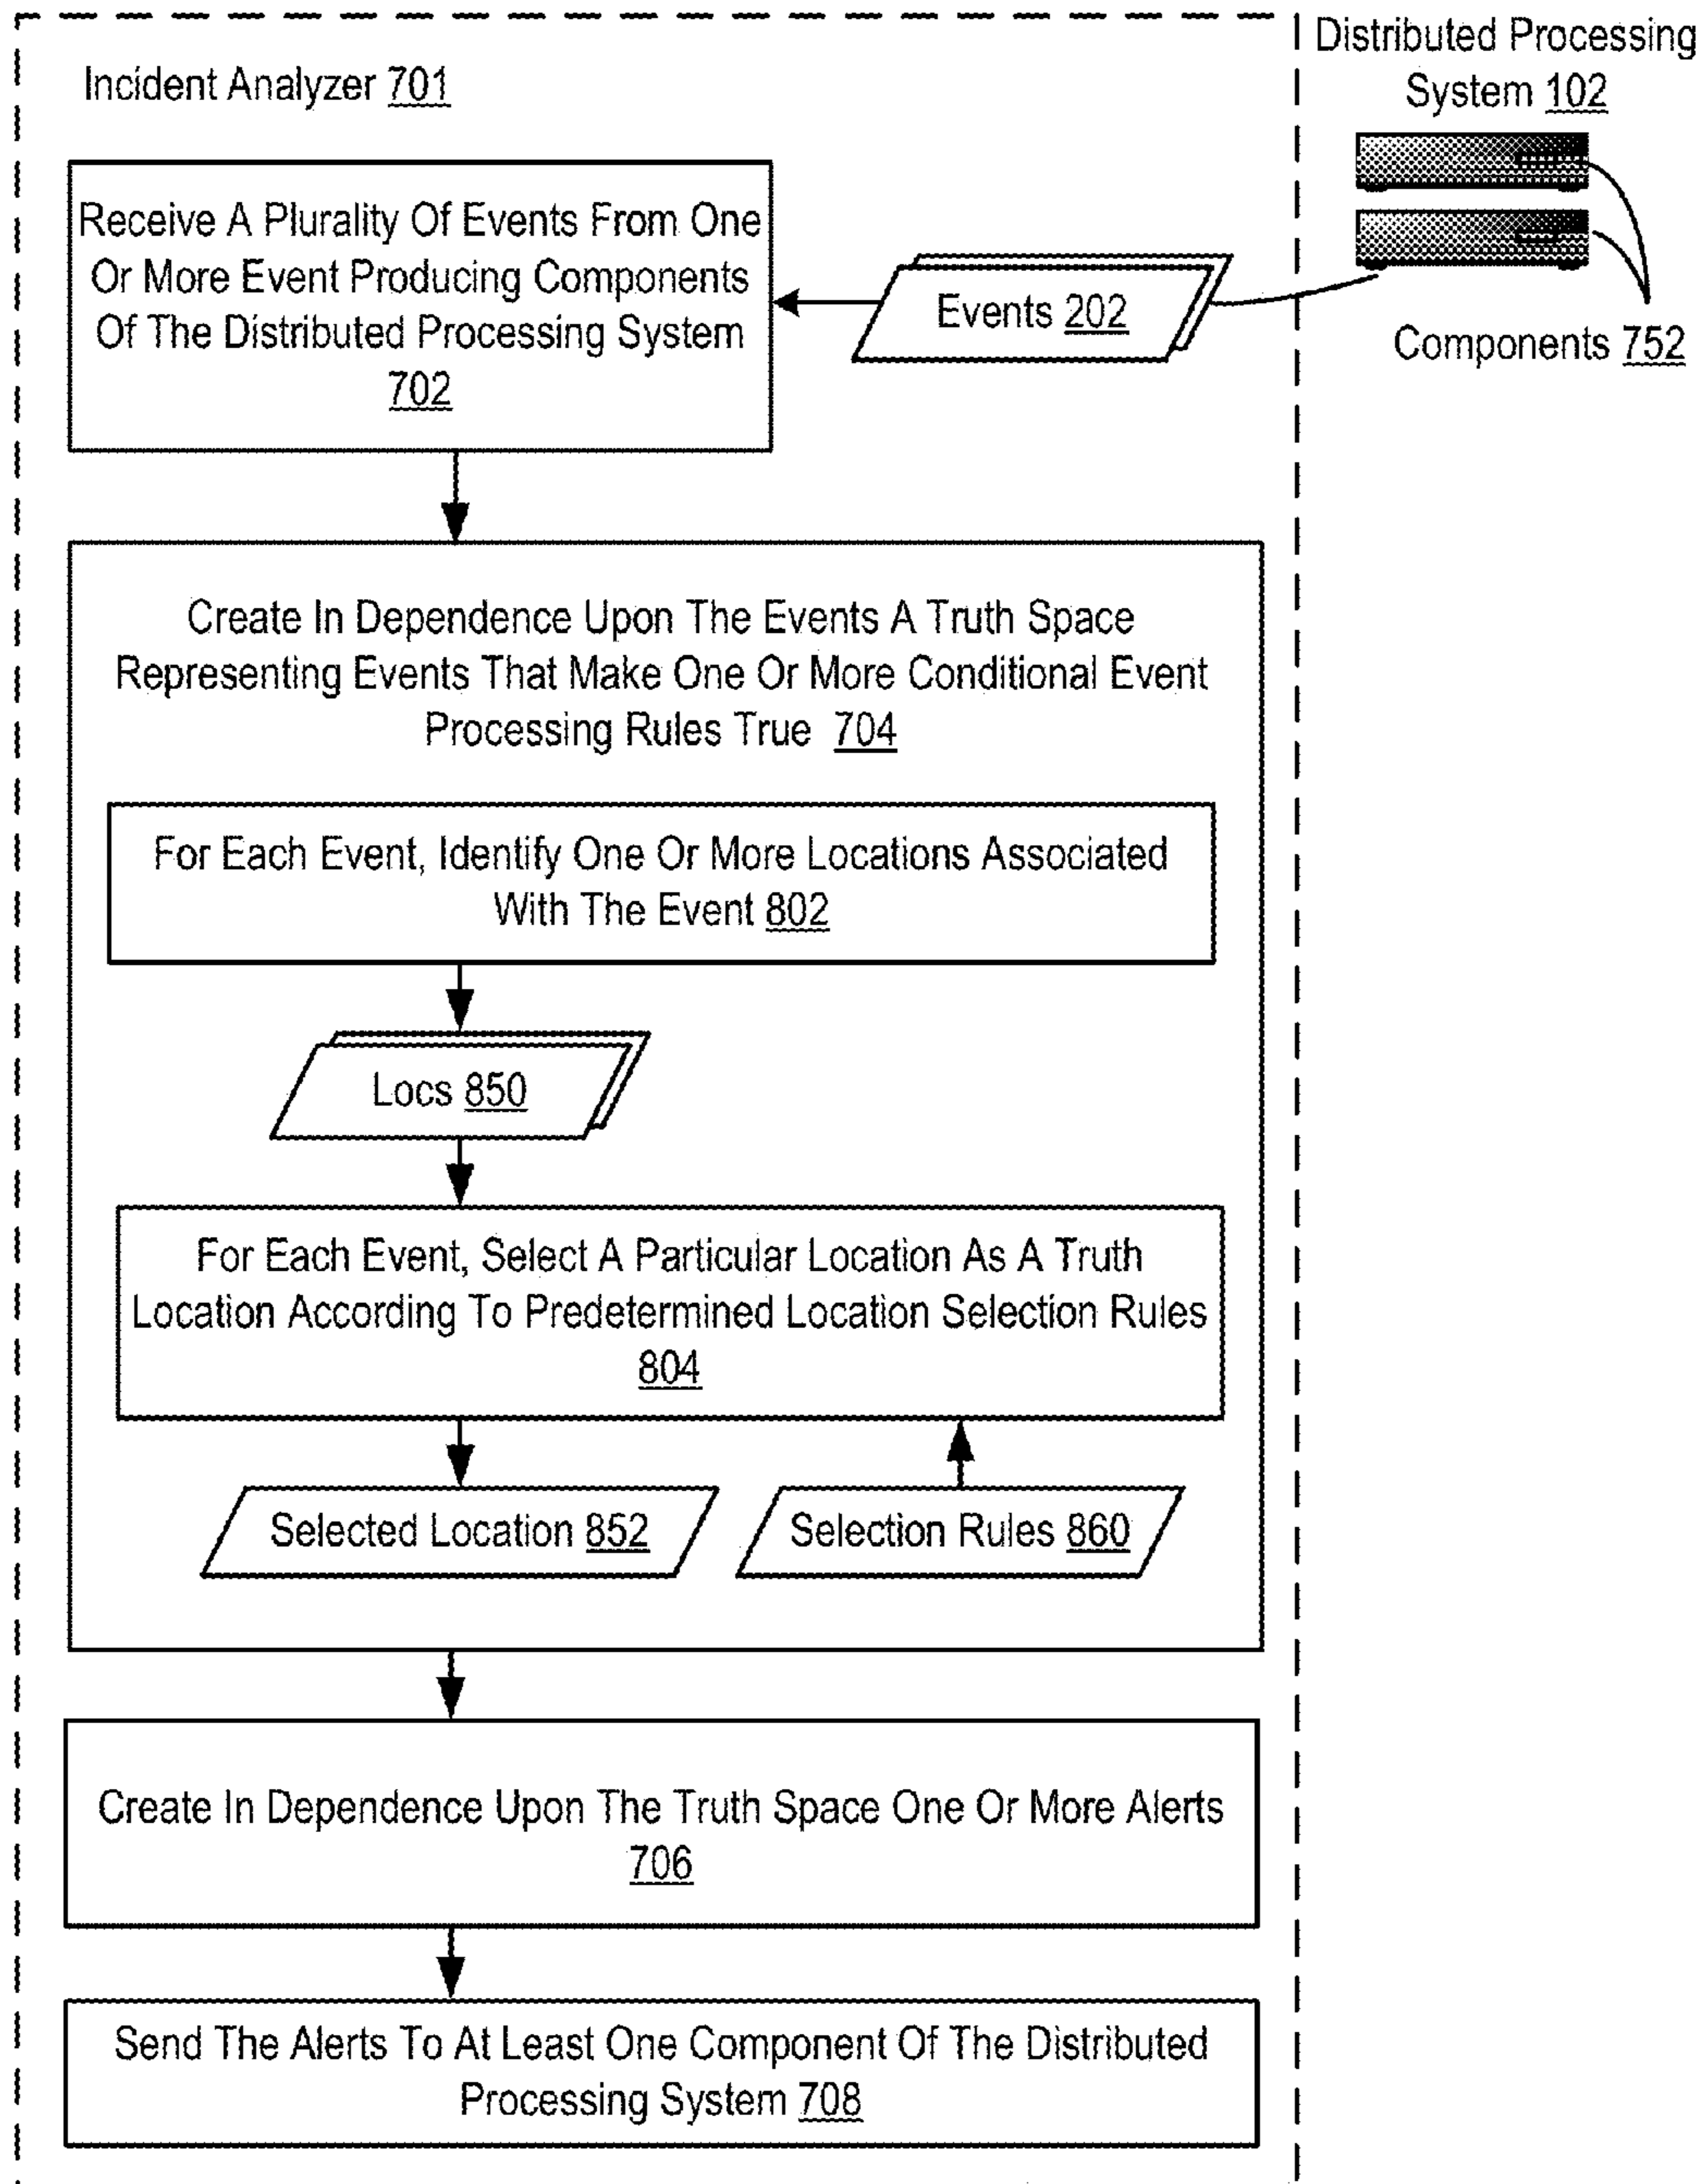 Distributed Processing
System 102
Incident Analyzer 701
Receive A Plurality Of Events From One
Or More Event Producing Components
Of The Distributed Processing System
702
Events 202
Components 752
Create In Dependence Upon The Events A Truth Space
Representing Events That Make One Or More Conditional Event
Processing Rules True 704
For Each Event, Identify One Or More Locations Associated
With The Event 802
Locs 850
For Each Event, Select A Particular Location As A Truth
Location According To Predetermined Location Selection Rules
804
Selected Location 852
Selection Rules 860
Create In Dependence Upon The Truth Space One Or More Alerts
706
Send The Alerts To At Least One Component Of The Distributed
Processing System 708